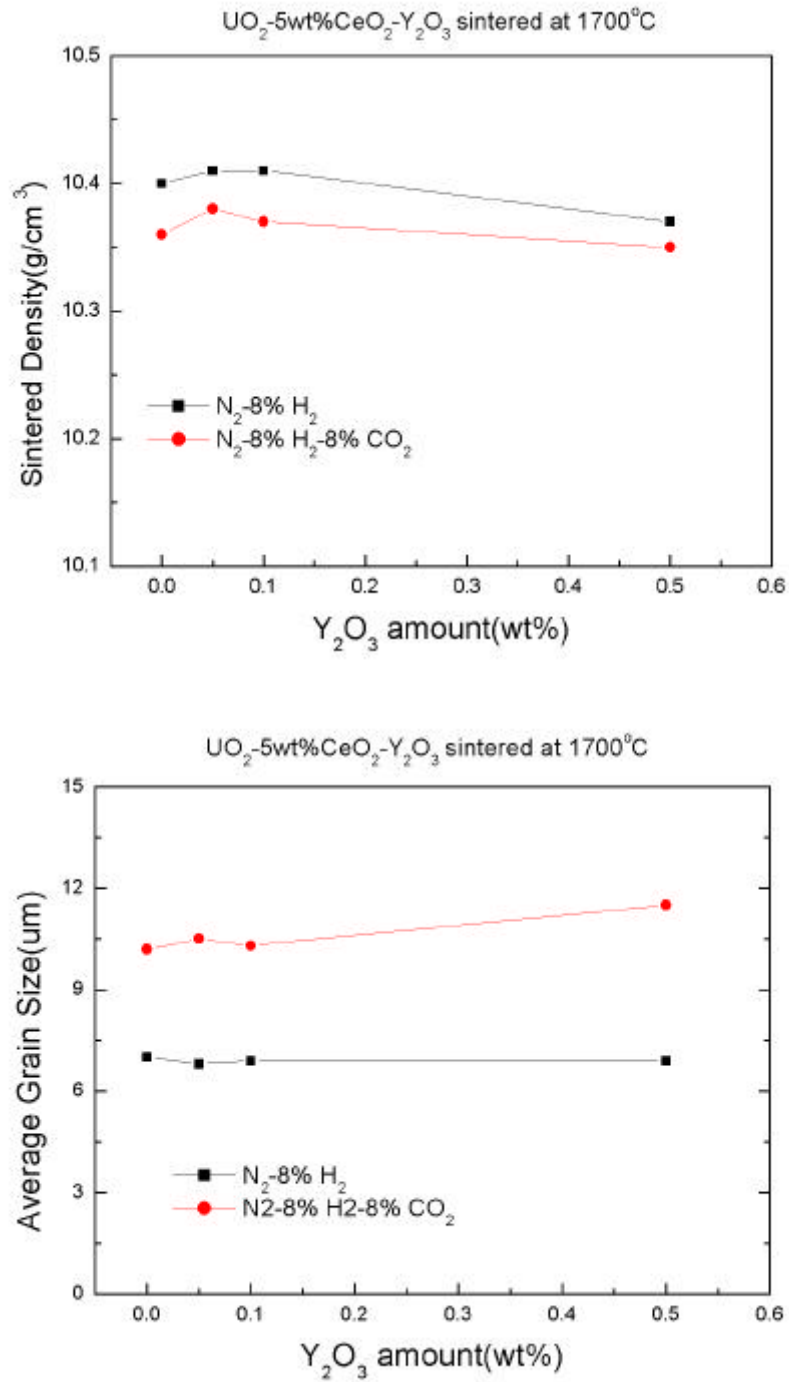 UO₂-5wt%CeO₂-Y₂O₃ sintered at 1700°C
10.5
10.4
10.3
10.2
10.1
Sintered Density(g/cm³)
N₂-8% H₂
N₂-8% H₂-8% CO₂
0.0 0.1 0.2 0.3 0.4 0.5 0.6
Y₂O₃ amount(wt%)
UO₂-5wt%CeO₂-Y₂O₃ sintered at 1700°C
15
12
9
6
3
0
Average Grain Size(um)
N₂-8% H₂
N2-8% H2-8% CO₂
0.0 0.1 0.2 0.3 0.4 0.5 0.6
Y₂O₃ amount(wt%)